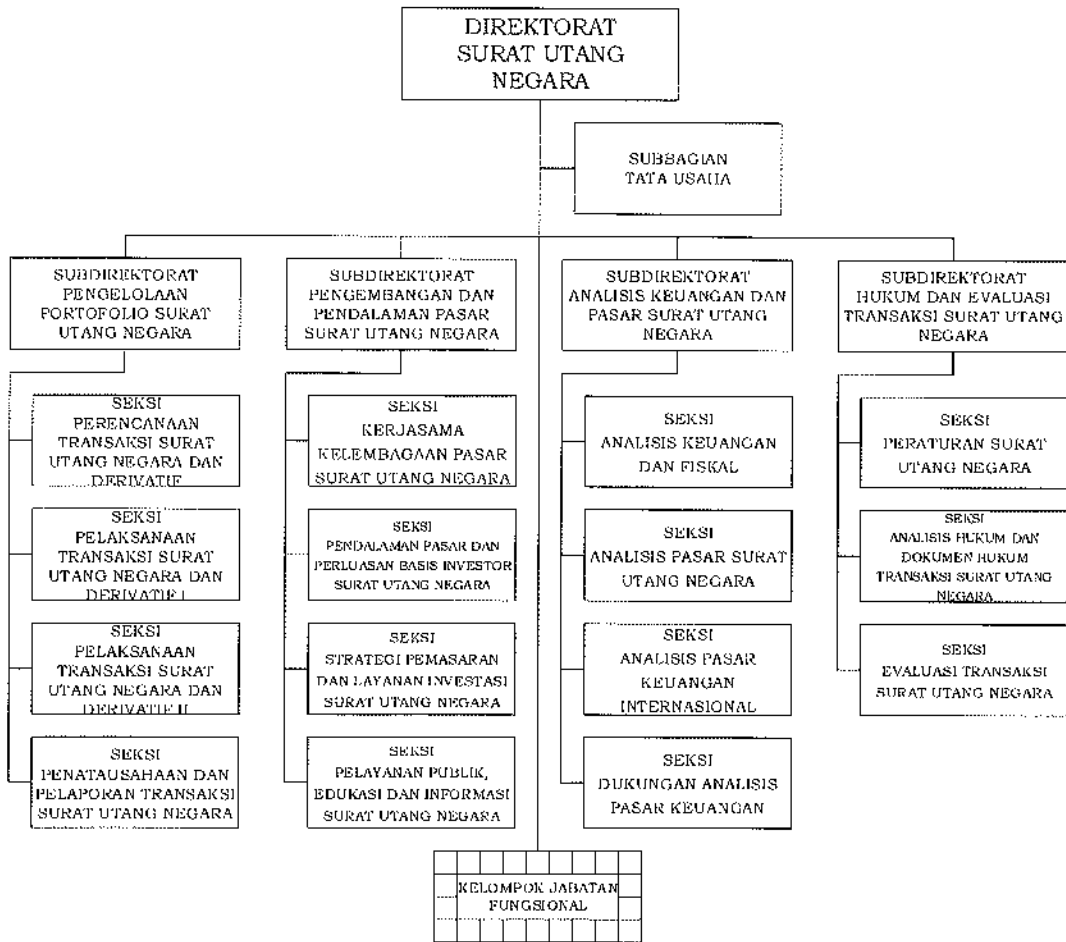 DIREKTORAT
SURAT UTANG
NEGARA
SUBBAGIAN
TATA USAHA
SUBDIREKTORAT
PENGELOLAAN
PORTOFOLIO SURAT
UTANG NEGARA
SUBDIREKTORAT
PENGEMBANGAN DAN
PENDALAMAN PASAR
SURAT UTANG NEGARA
SUBDIREKTORAT
ANALISIS KEUANGAN DAN
PASAR SURAT UTANG
NEGARA
SUBDIREKTORAT
HUKUM DAN EVALUASI
TRANSAKSI SURAT UTANG
NEGARA
SEKSI
PERENCANAAN
TRANSAKSI SURAT
UTANG NEGARA DAN
DERIVATIF
SEKSI
KERJASAMA
KELEMBAGAAN PASAR
SURAT UTANG NEGARA
SEKSI
ANALISIS KEUANGAN
DAN FISKAL
SEKSI
PERATURAN SURAT
UTANG NEGARA
SEKSI
PELAKSANAAN
TRANSAKSI SURAT
UTANG NEGARA DAN
DERIVATIF I
SEKSI
PENDALAMAN PASAR DAN
PERLUASAN BASIS INVESTOR
SURAT UTANG NEGARA
SEKSI
ANALISIS PASAR SURAT
UTANG NEGARA
SEKSI
ANALISIS HUKUM DAN
DOKUMEN HUKUM
TRANSAKSI SURAT UTANG
NEGARA
SEKSI
PELAKSANAAN
TRANSAKSI SURAT
UTANG NEGARA DAN
DERIVATIF II
SEKSI
STRATEGI PEMASARAN
DAN LAYANAN INVESTASI
SURAT UTANG NEGARA
SEKSI
ANALISIS PASAR
KEUANGAN
INTERNASIONAL
SEKSI
EVALUASI TRANSAKSI
SURAT UTANG NEGARA
SEKSI
PENATAUSAHAAN DAN
PELAPORAN TRANSAKSI
SURAT UTANG NEGARA
SEKSI
PELAYANAN PUBLIK,
EDUKASI DAN INFORMASI
SURAT UTANG NEGARA
SEKSI
DUKUNGAN ANALISIS
PASAR KEUANGAN
KELOMPOK JABATAN
FUNGSIONAL